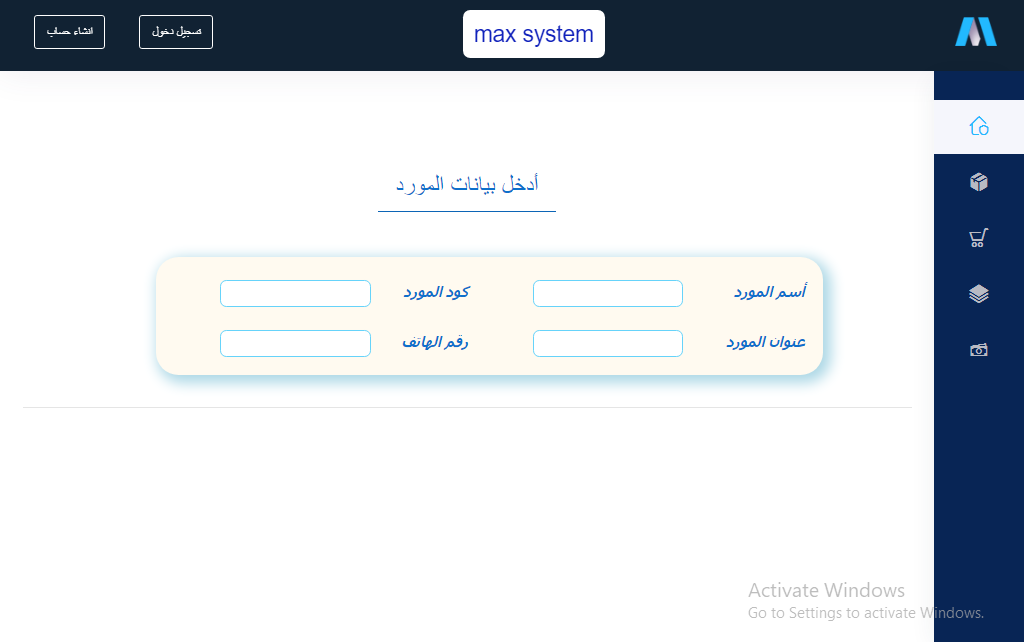 انشاء حساب
تسجيل دخول
max system
أدخل بيانات المورد
أسم المورد
كود المورد
عنوان المورد
رقم الهاتف
Activate Windows
Go to Settings to activate Windows.